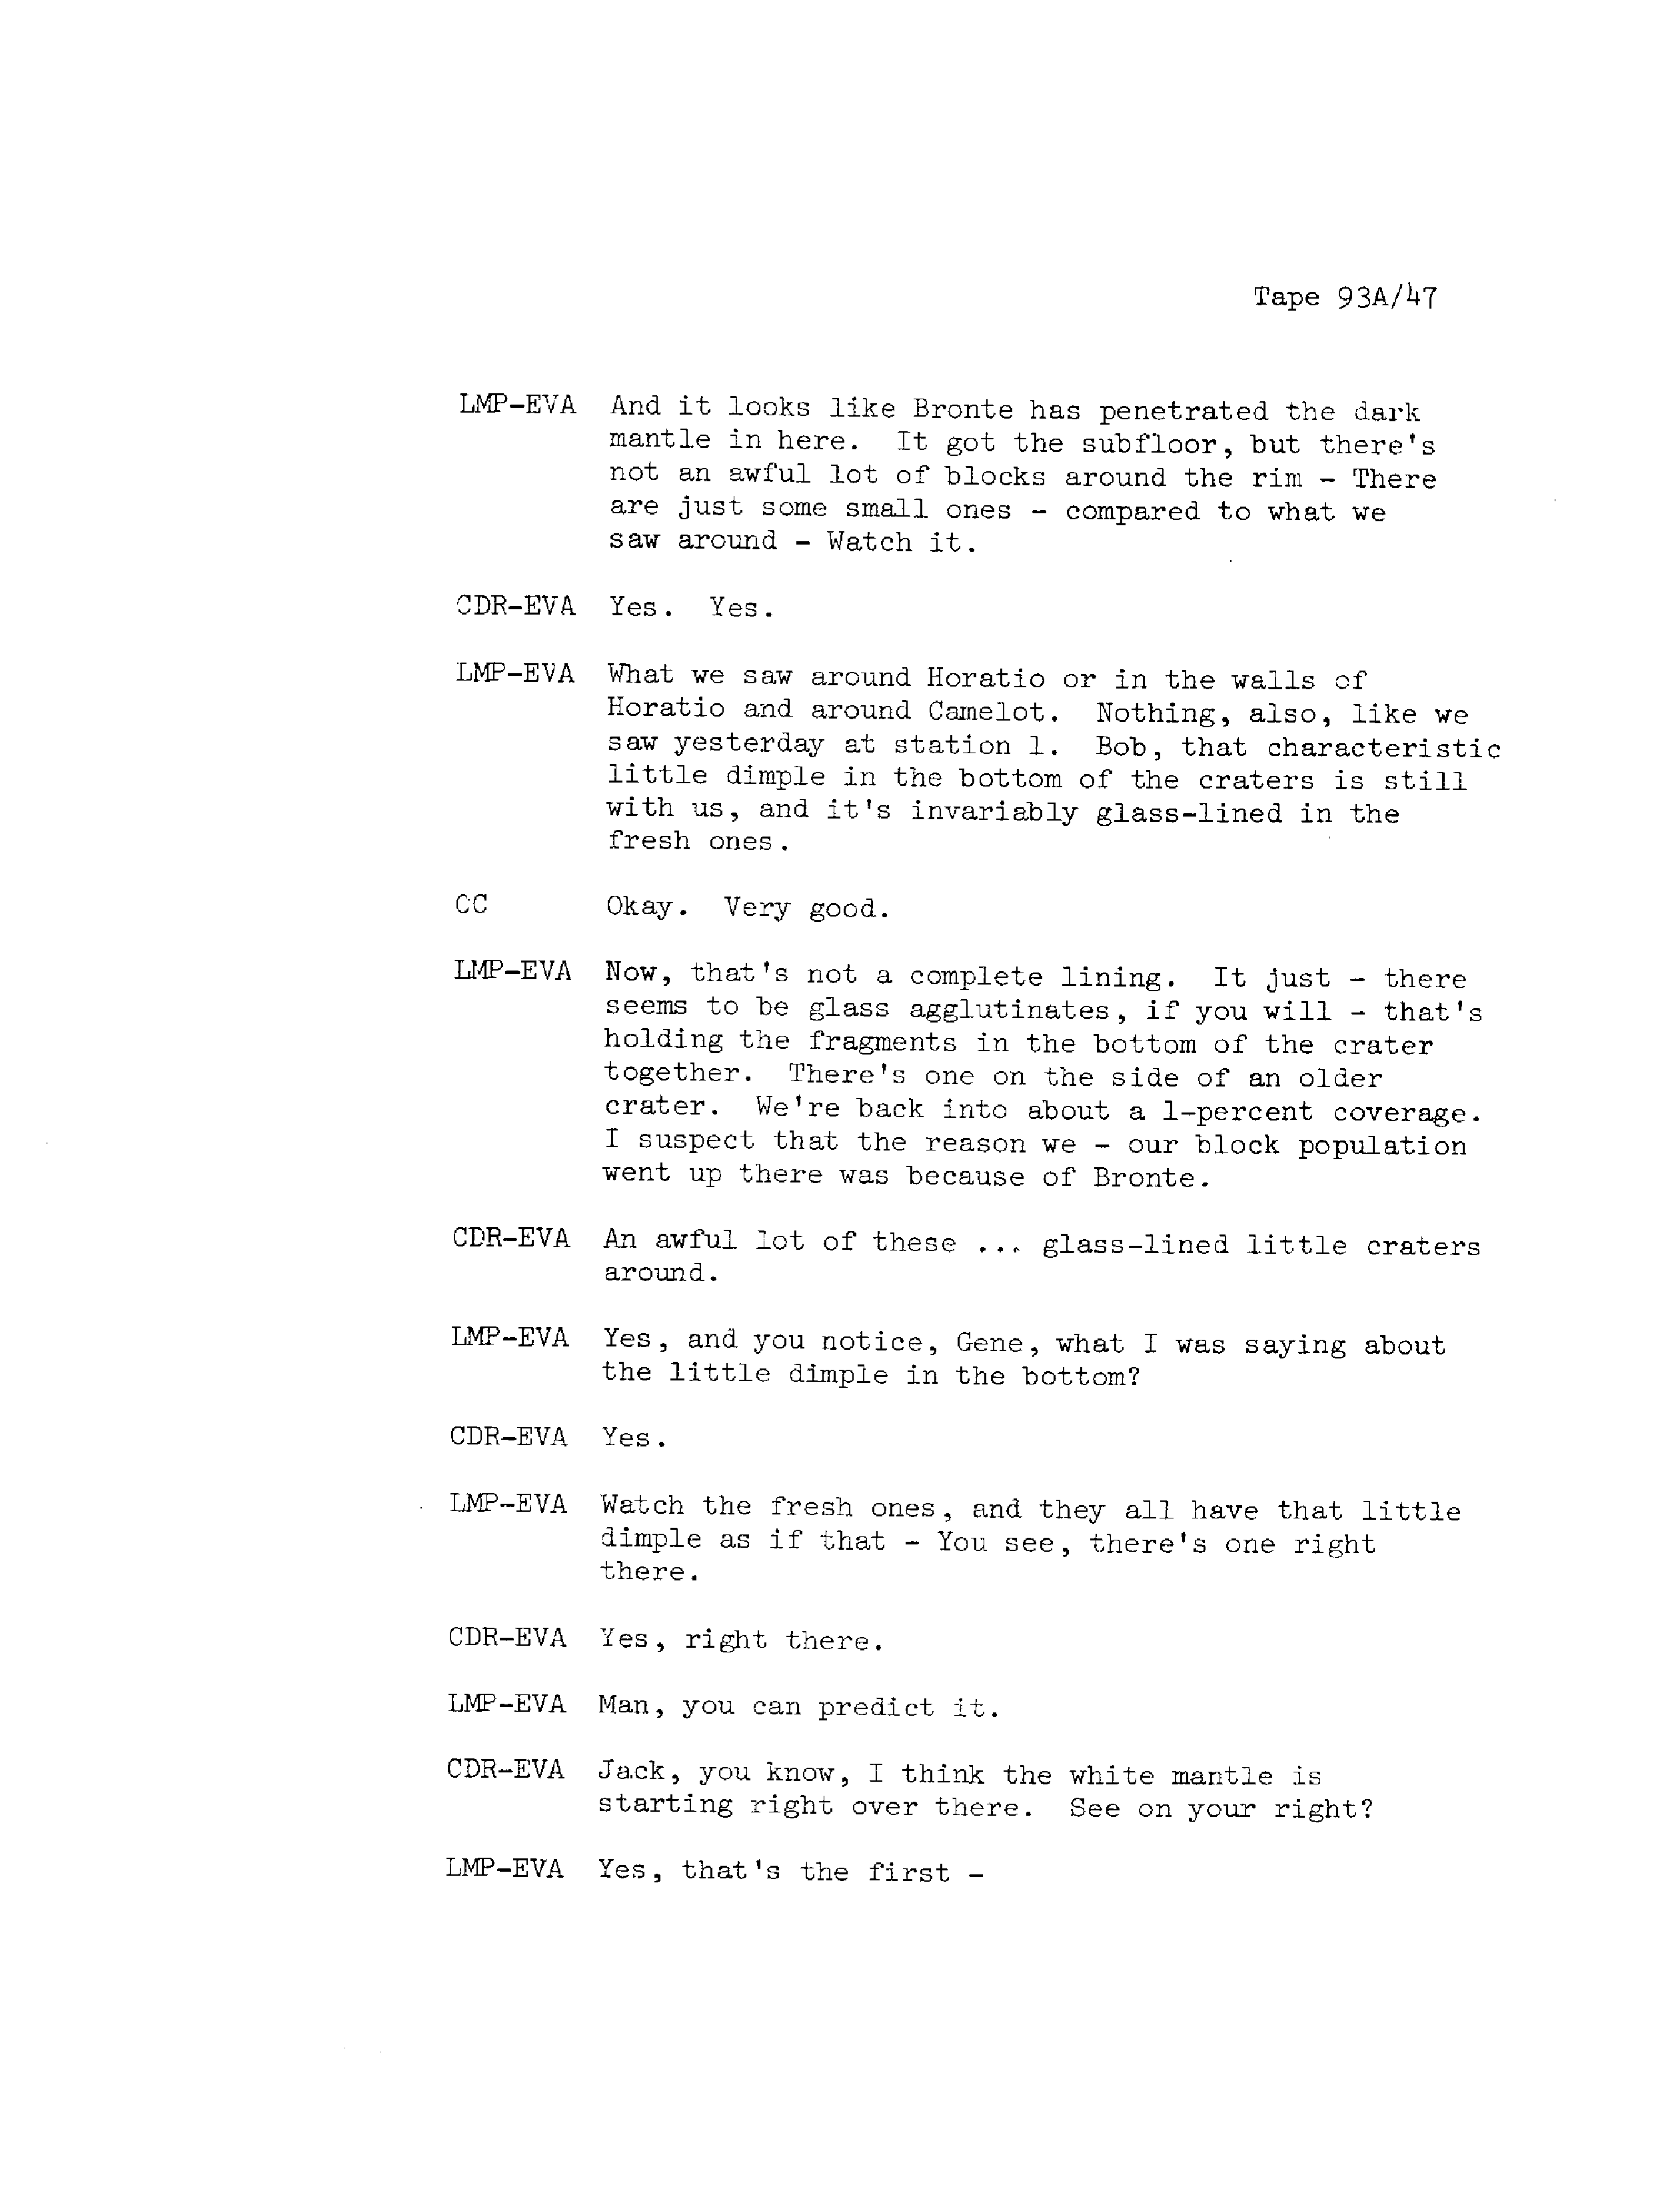 Tape 93A/47
LMP-EVA And it looks like Bronte has penetrated the dark
mantle in here. It got the subfloor, but there's
not an awful lot of blocks around the rim - There
are just some small ones - compared to what we
saw around - Watch it.
CDR-EVA Yes. Yes.
LMP-EVA What we saw around Horatio or in the walls of
Horatio and around Camelot. Nothing, also, like we
saw yesterday at station 1. Bob, that characteristic
little dimple in the bottom of the craters is still
with us, and it's invariably glass-lined in the
fresh ones.
CC Okay. Very good.
LMP-EVA Now, that's not a complete lining. It just - there
seems to be glass agglutinates, if you will - that's
holding the fragments in the bottom of the crater
together. There's one on the side of an older
crater. We're back into about a 1-percent coverage.
I suspect that the reason we - our block population
went up there was because of Bronte.
CDR-EVA An awful lot of these ... glass-lined little craters
around.
LMP-EVA Yes, and you notice, Gene, what I was saying about
the little dimple in the bottom?
CDR-EVA Yes.
LMP-EVA Watch the fresh ones, and they all have that little
dimple as if that - You see, there's one right
there.
CDR-EVA Yes, right there.
LMP-EVA Man, you can predict it.
CDR-EVA Jack, you know, I think the white mantle is
starting right over there. See on your right?
LMP-EVA Yes, that's the first -